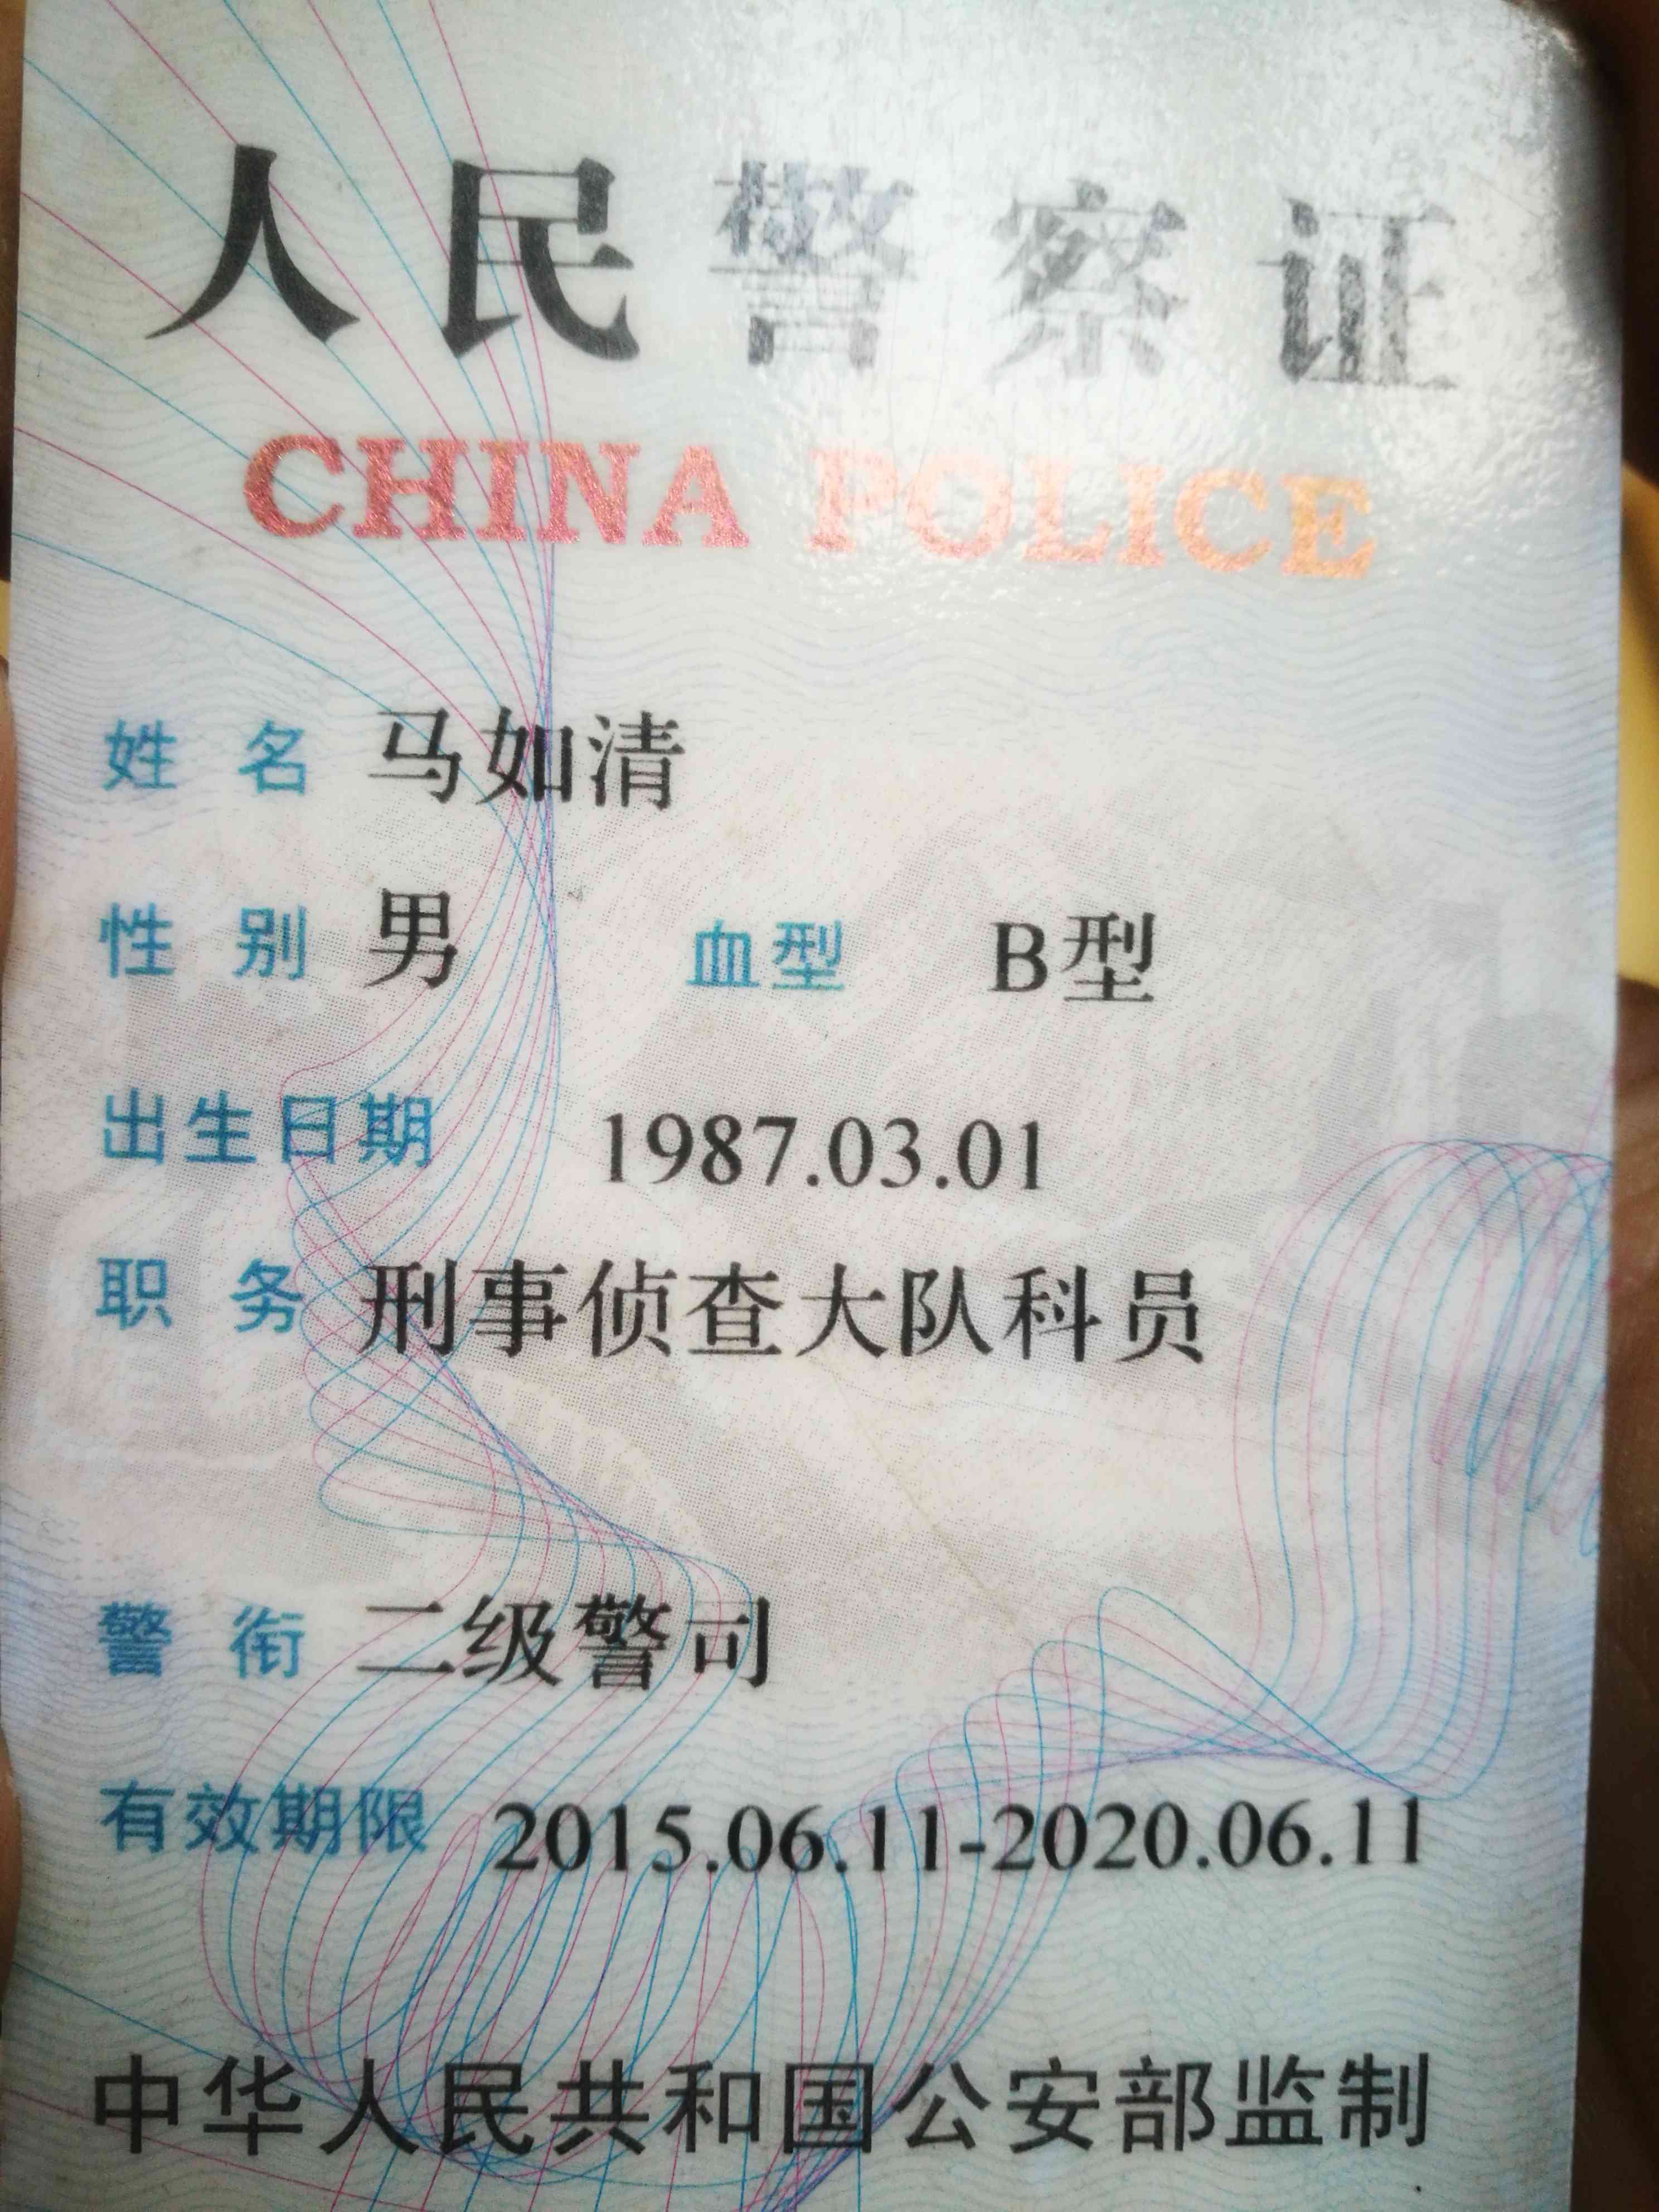 人民警察证
CHINA POLICE
姓名 马如清
性别 男 血型 B型
出生日期 1987.03.01
职务 刑事侦查大队科员
警衔 二级警司
有效期限 2015.06.11-2020.06.11
中华人民共和国公安部监制